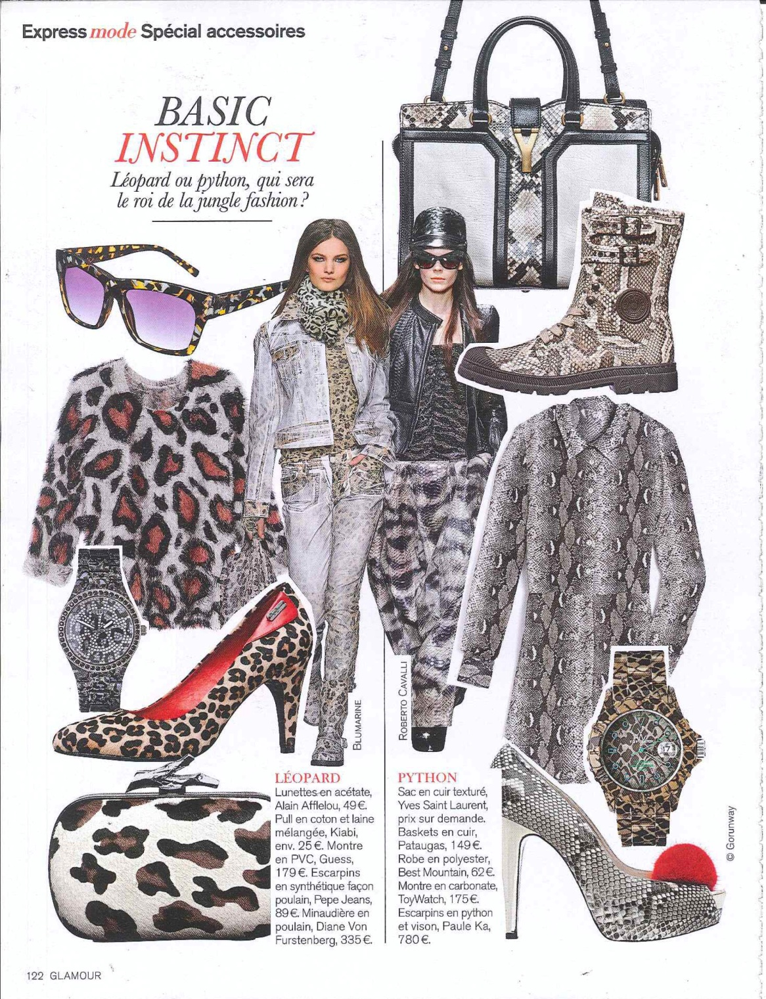 Express mode Spécial accessoires
BASIC
INSTINCT
Léopard ou python, qui sera
le roi de la jungle fashion ?
BLUMARINE
ROBERTO CAVALLI
LÉOPARD
Lunettes en acétate,
Alain Afflelou, 49 €.
Pull en coton et laine
mélangée, Kiabi,
env. 25 €. Montre
en PVC, Guess,
179 €. Escarpins
en synthétique façon
poulain, Pepe Jeans,
89 €. Minaudière en
poulain, Diane Von
Furstenberg, 335 €.
PYTHON
Sac en cuir texturé,
Yves Saint Laurent,
prix sur demande.
Baskets en cuir,
Pataugas, 149 €.
Robe en polyester,
Best Mountain, 62 €.
Montre en carbonate,
ToyWatch, 175 €.
Escarpins en python
et vison, Paule Ka,
780 €.
TOYWATCH
17
© Gorunway
122 GLAMOUR